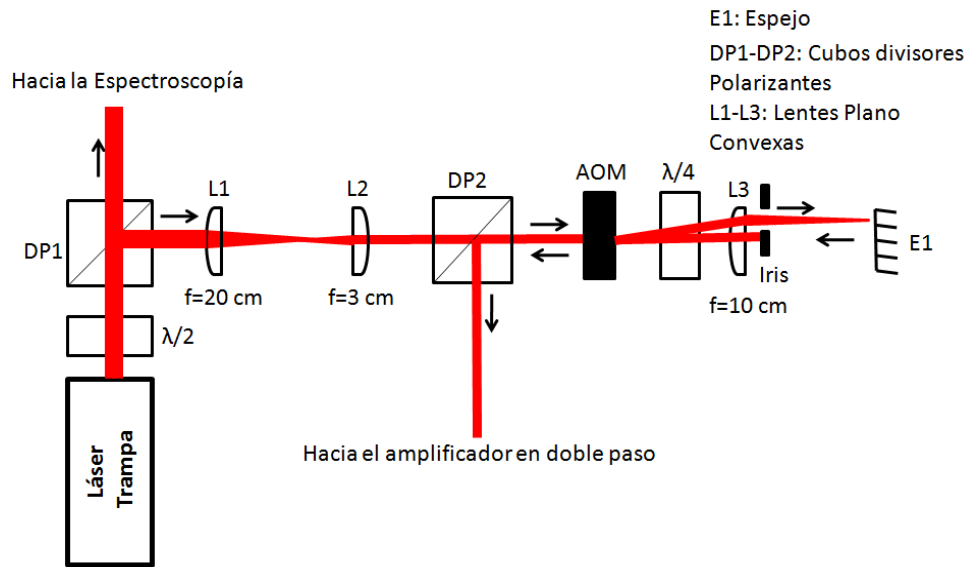 E1: Espejo
DP1-DP2: Cubos divisores
Polarizantes
L1-L3: Lentes Plano
Convexas
Hacia la Espectroscopía
L1
L2
DP2
AOM
λ/4
L3
DP1
E1
Iris
f=20 cm
f=3 cm
f=10 cm
λ/2
Láser
Trampa
Hacia el amplificador en doble paso